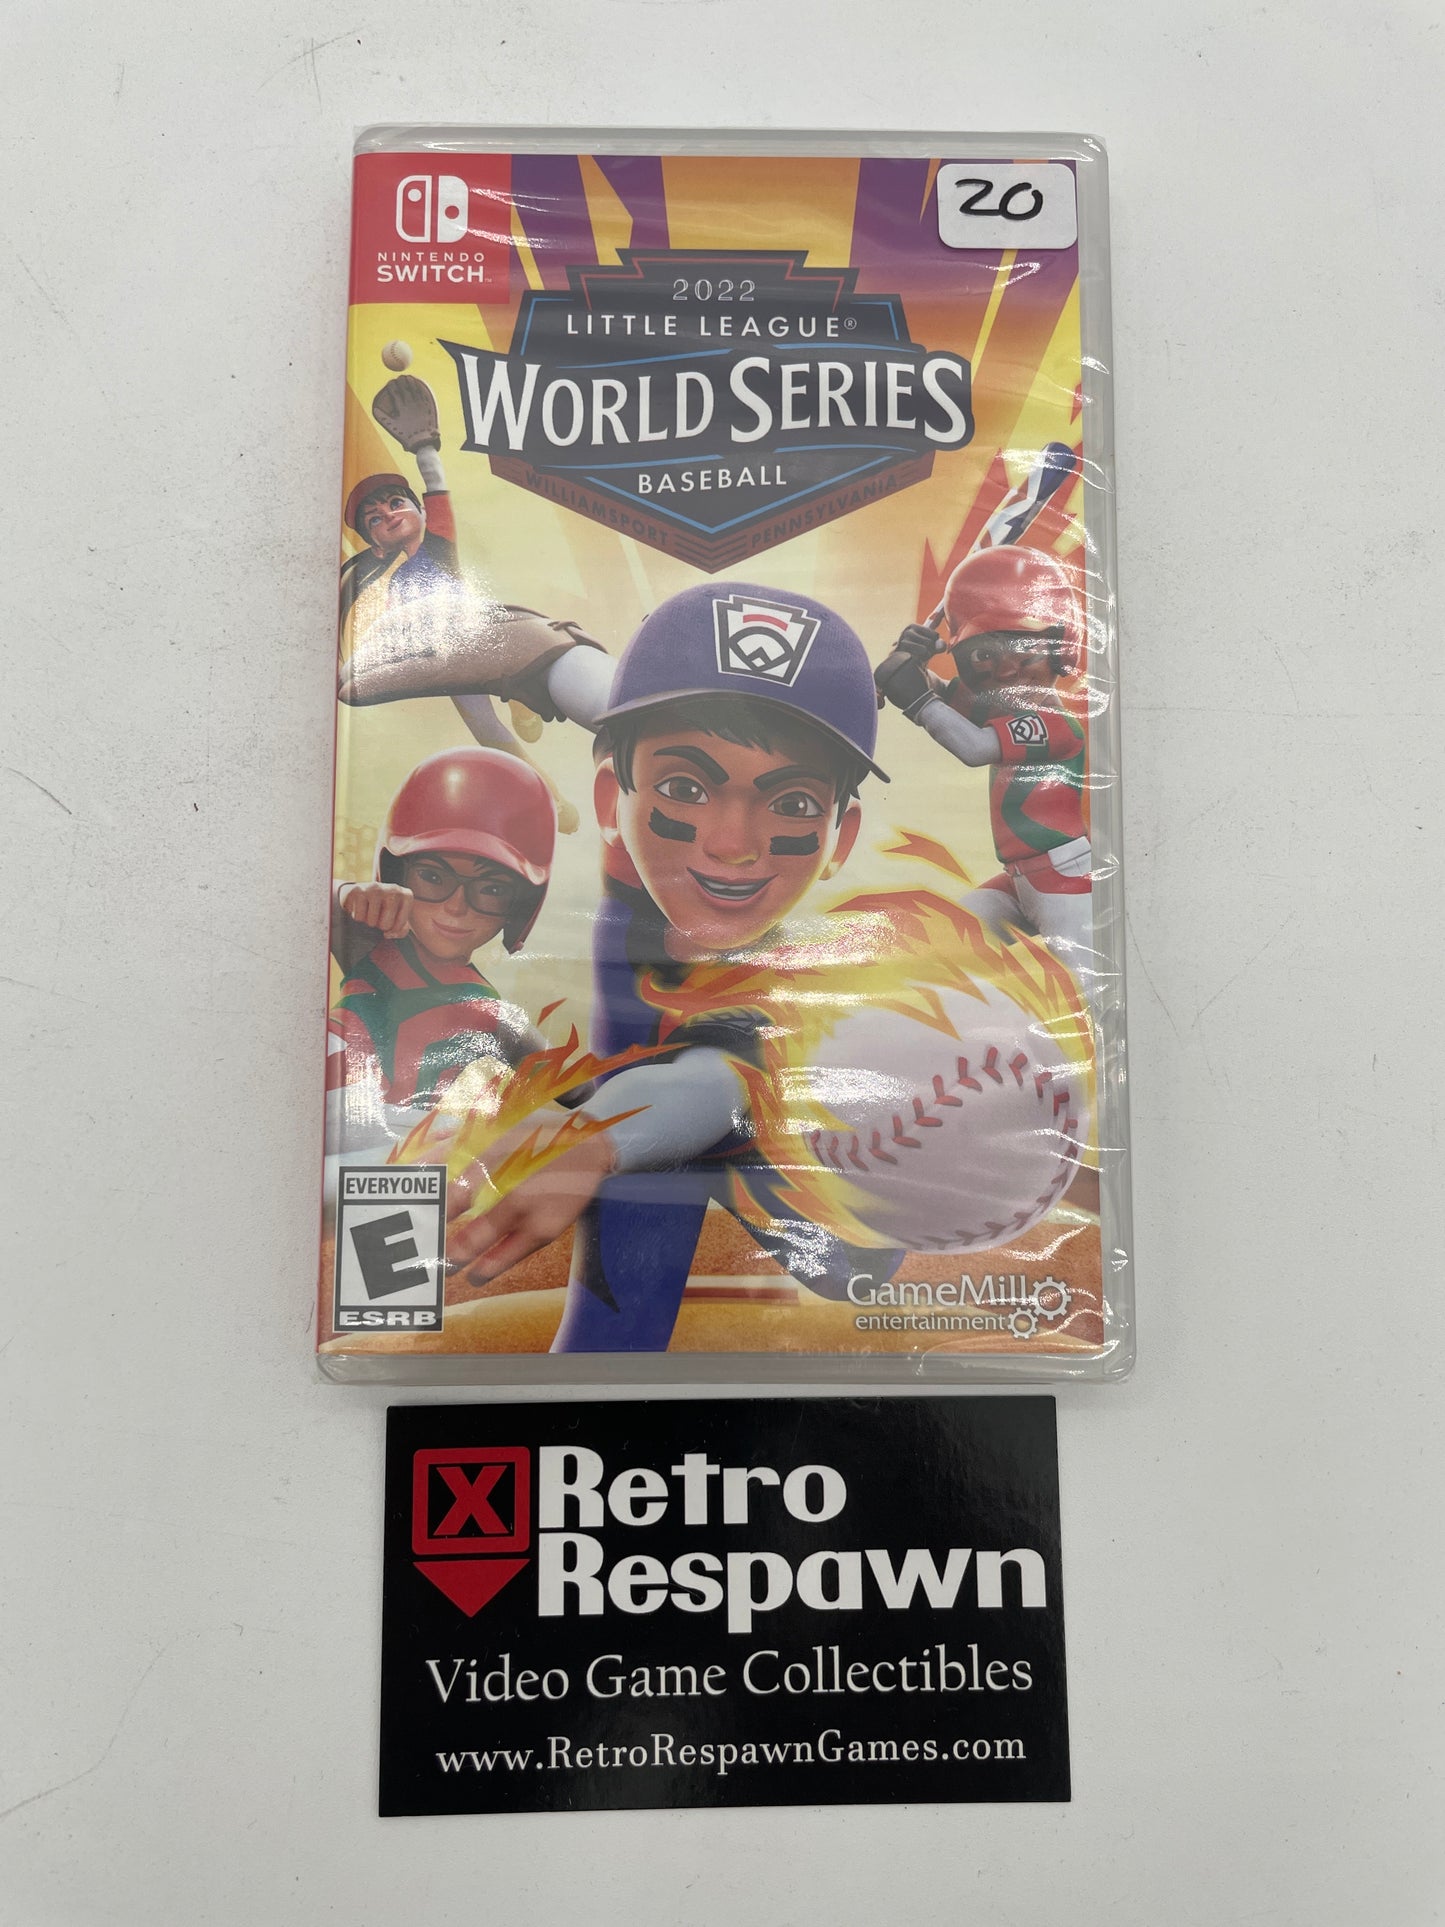 NINTENDO
SWITCH
20
2022
LITTLE LEAGUE®
WORLD SERIES
BASEBALL
WILLIAMSPORT PENNSYLVANIA
EVERYONE
E
ESRB
GameMill
entertainment
X
Retro
Respawn
Video Game Collectibles
www.RetroRespawnGames.com